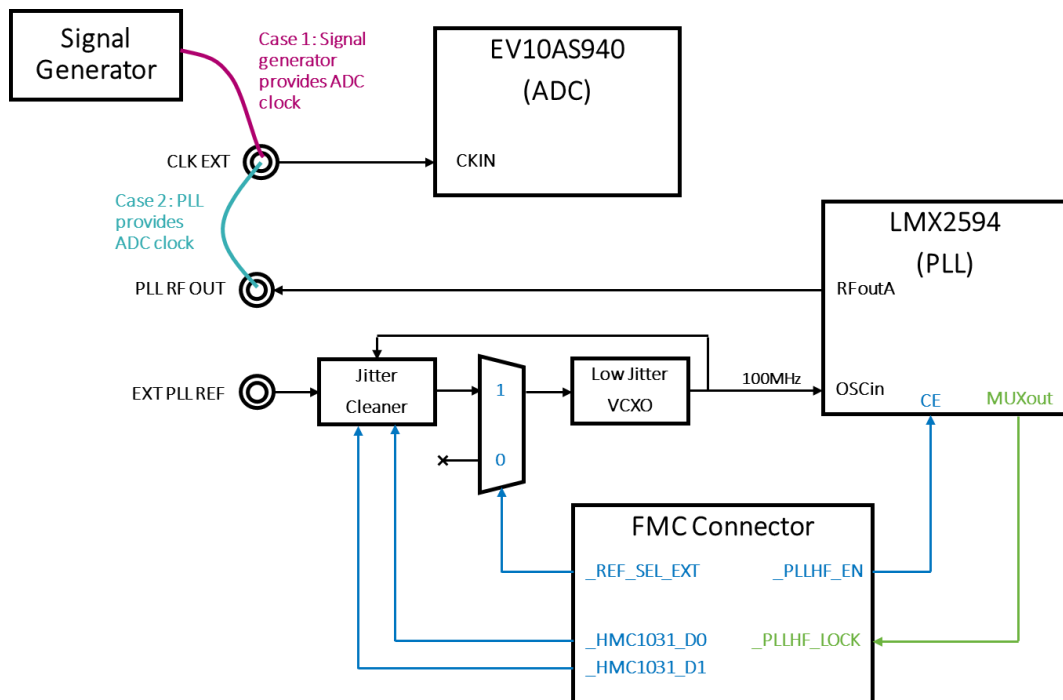 Signal
Generator
Case 1: Signal
generator
provides ADC
clock
EV10AS940
(ADC)
CLK EXT
CKIN
Case 2: PLL
provides
ADC clock
LMX2594
(PLL)
PLL RF OUT
RFoutA
EXT PLL REF
Jitter
Cleaner
1
0
Low Jitter
VCXO
100MHz
OSCin
CE
MUXout
FMC Connector
_REF_SEL_EXT
_PLLHF_EN
_HMC1031_D0
_PLLHF_LOCK
_HMC1031_D1